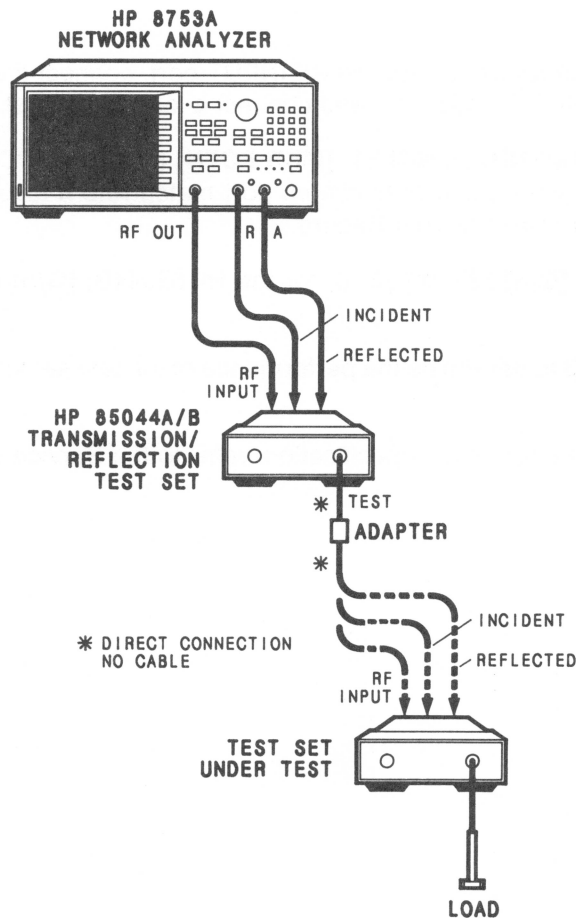 HP 8753A
NETWORK ANALYZER
RF OUT
R
A
INCIDENT
REFLECTED
RF
INPUT
HP 85044A/B
TRANSMISSION/
REFLECTION
TEST SET
* TEST
ADAPTER
*
* DIRECT CONNECTION
NO CABLE
INCIDENT
REFLECTED
RF
INPUT
TEST SET
UNDER TEST
LOAD